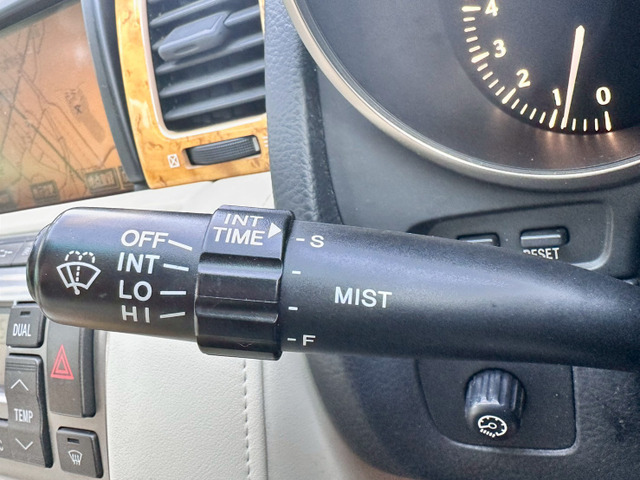 4
3
2
1
0
INT
TIME
S
OFF
INT
LO
HI
MIST
F
RESET
DUAL
TEMP